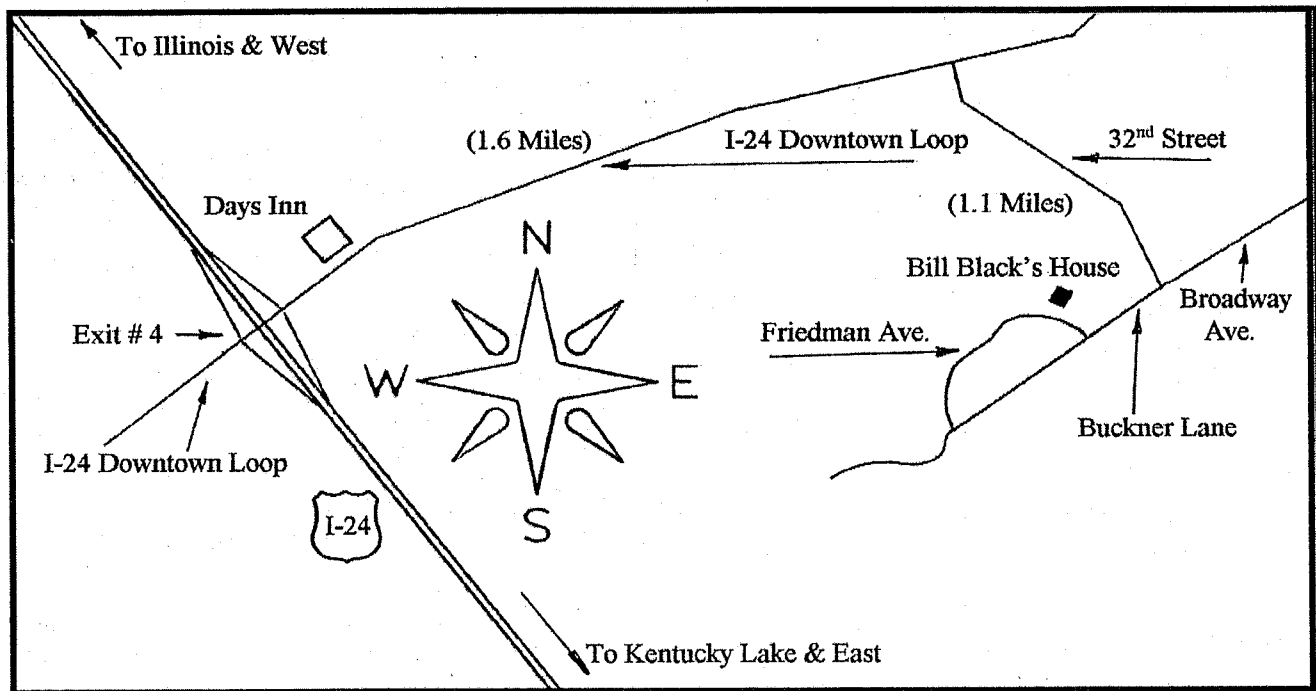 To Illinois & West
(1.6 Miles)
I-24 Downtown Loop
32nd Street
Days Inn
(1.1 Miles)
N
Bill Black's House
Broadway
Ave.
Exit # 4
Friedman Ave.
W
E
Buckner Lane
I-24 Downtown Loop
I-24
S
To Kentucky Lake & East